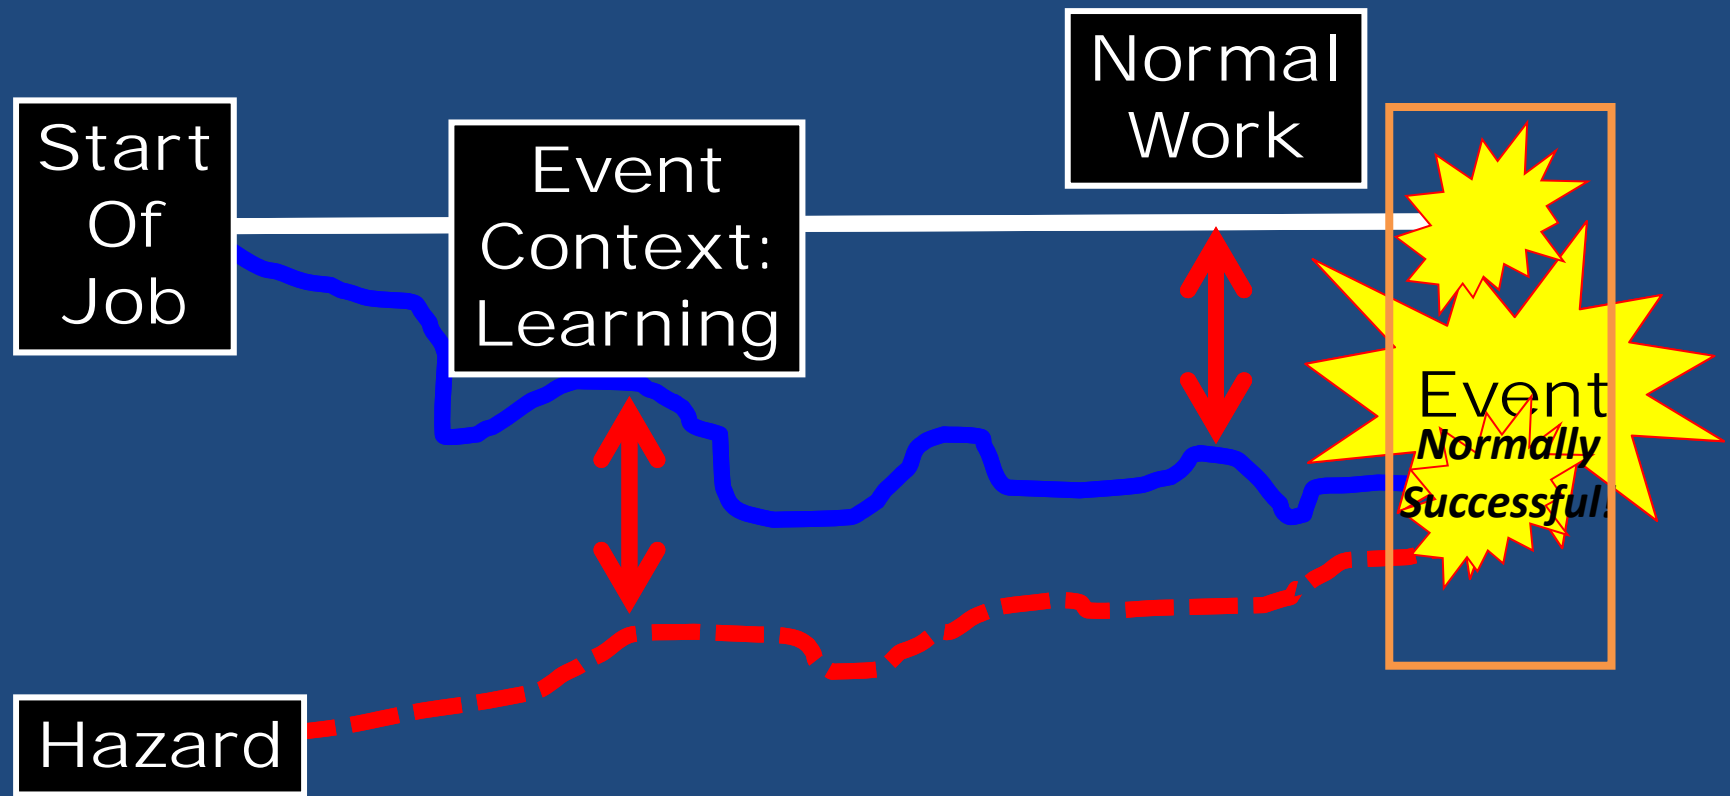 Start
Of
Job
Event
Context:
Learning
Normal
Work
Event
Normally
Successful!
Hazard